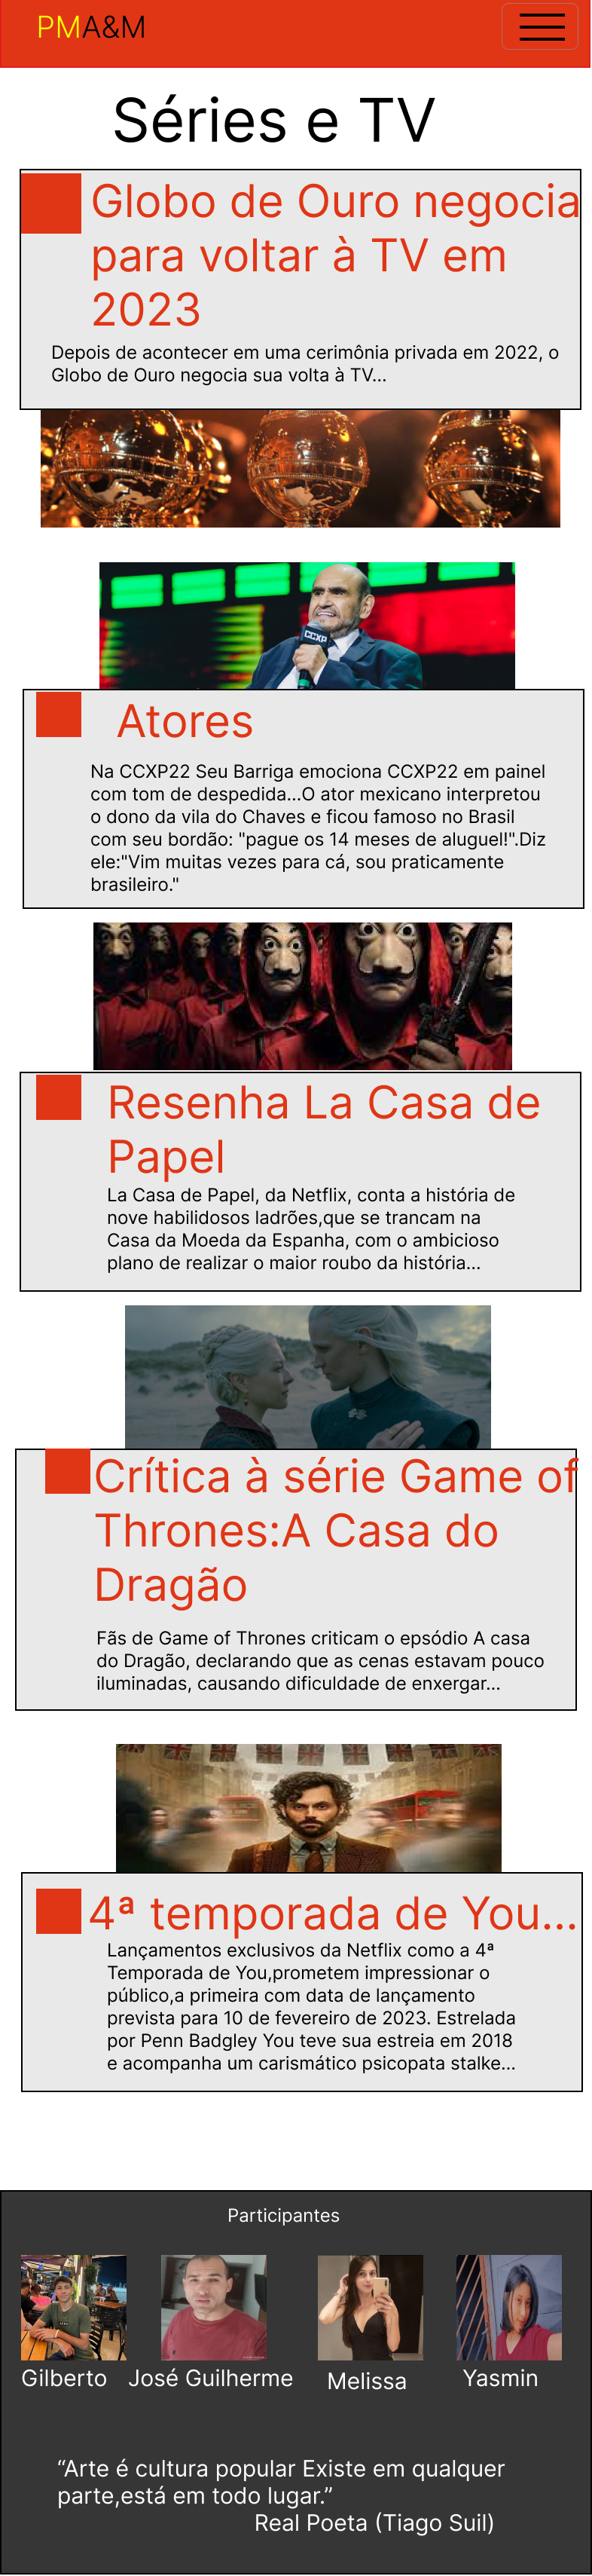 PMA&M
Séries e TV
Globo de Ouro negocia
para voltar à TV em
2023
Depois de acontecer em uma cerimônia privada em 2022, o
Globo de Ouro negocia sua volta à TV...
CCXP
Atores
Na CCXP22 Seu Barriga emociona CCXP22 em painel
com tom de despedida...O ator mexicano interpretou
o dono da vila do Chaves e ficou famoso no Brasil
com seu bordão: "pague os 14 meses de aluguel!".Diz
ele:"Vim muitas vezes para cá, sou praticamente
brasileiro."
Resenha La Casa de
Papel
La Casa de Papel, da Netflix, conta a história de
nove habilidosos ladrões,que se trancam na
Casa da Moeda da Espanha, com o ambicioso
plano de realizar o maior roubo da história...
Crítica à série Game of
Thrones:A Casa do
Dragão
Fãs de Game of Thrones criticam o epsódio A casa
do Dragão, declarando que as cenas estavam pouco
iluminadas, causando dificuldade de enxergar...
4ª temporada de You...
Lançamentos exclusivos da Netflix como a 4ª
Temporada de You,prometem impressionar o
público,a primeira com data de lançamento
prevista para 10 de fevereiro de 2023. Estrelada
por Penn Badgley You teve sua estreia em 2018
e acompanha um carismático psicopata stalke...
Participantes
Gilberto José Guilherme Melissa Yasmin
“Arte é cultura popular Existe em qualquer
parte,está em todo lugar.”
Real Poeta (Tiago Suil)